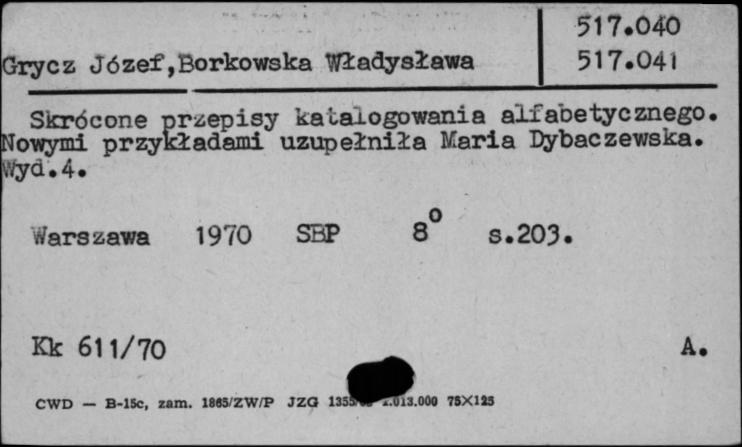 517.040
Grycz Józef,Borkowska Władysława
517.041
Skrócone przepisy katalogowania alfabetycznego.
Nowymi przykładami uzupełniła Maria Dybaczewska.
Wyd.4.
Warszawa 1970 SBP 8° s.203.
Kk 611/70 A.
CWD — B-15c, zam. 1865/ZW/P JZG .013.000 75X125